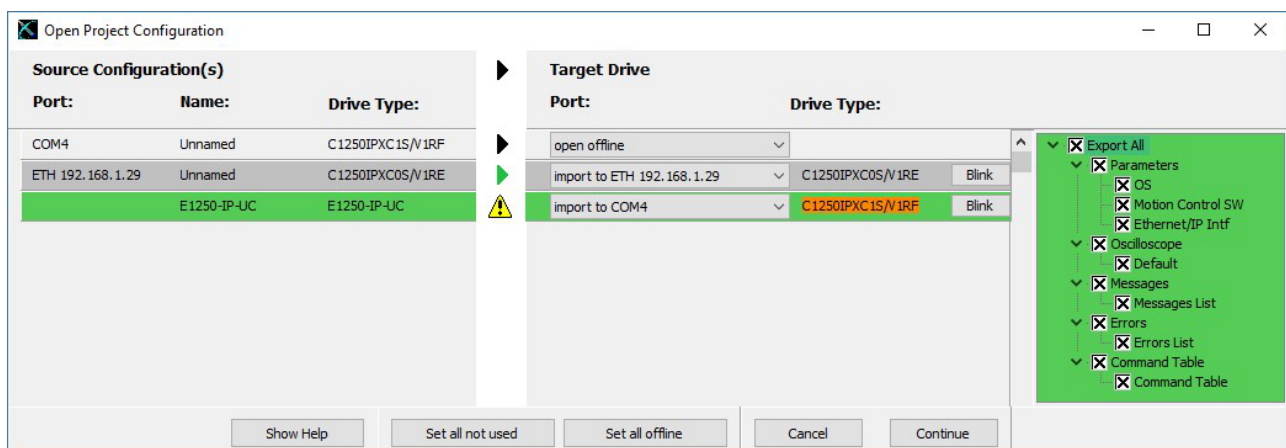 Open Project Configuration
Source Configuration(s) Target Drive
Port: Name: Drive Type: Port: Drive Type:
COM4 Unnamed C1250IPXC1S/V1RF open offline
ETH 192.168.1.29 Unnamed C1250IPXC0S/V1RE import to ETH 192.168.1.29 C1250IPXC0S/V1RE Blink
E1250-IP-UC E1250-IP-UC import to COM4 C1250IPXC1S/V1RF Blink
Export All
Parameters
OS
Motion Control SW
Ethernet/IP Intf
Oscilloscope
Default
Messages
Messages List
Errors
Errors List
Command Table
Command Table
Show Help Set all not used Set all offline Cancel Continue